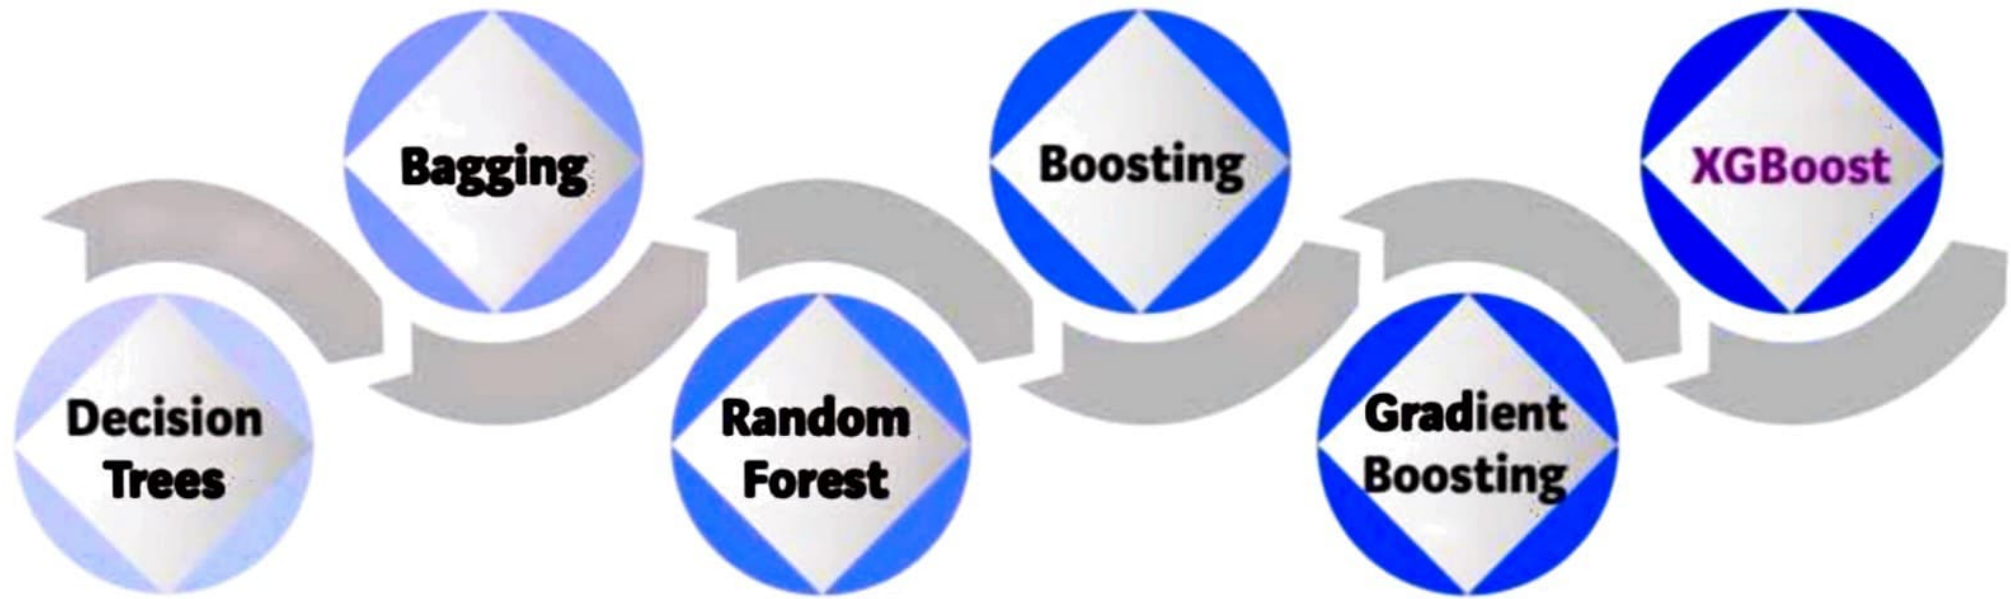 Decision
Trees
Bagging
Random
Forest
Boosting
Gradient
Boosting
XGBoost